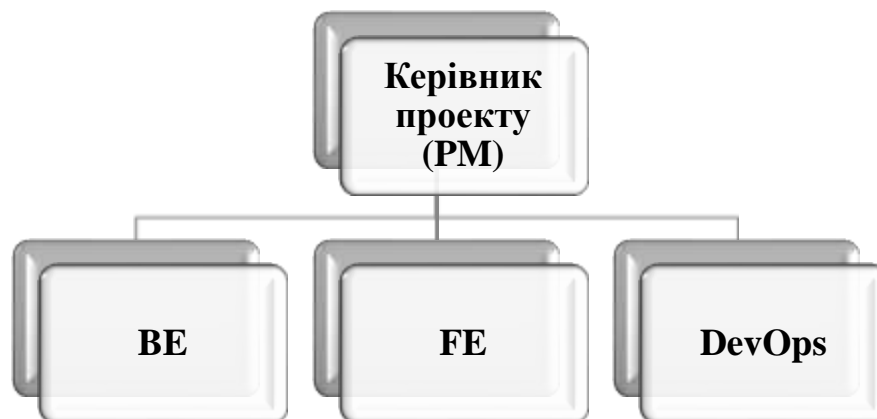 Керівник
проекту
(PM)
BE
FE
DevOps